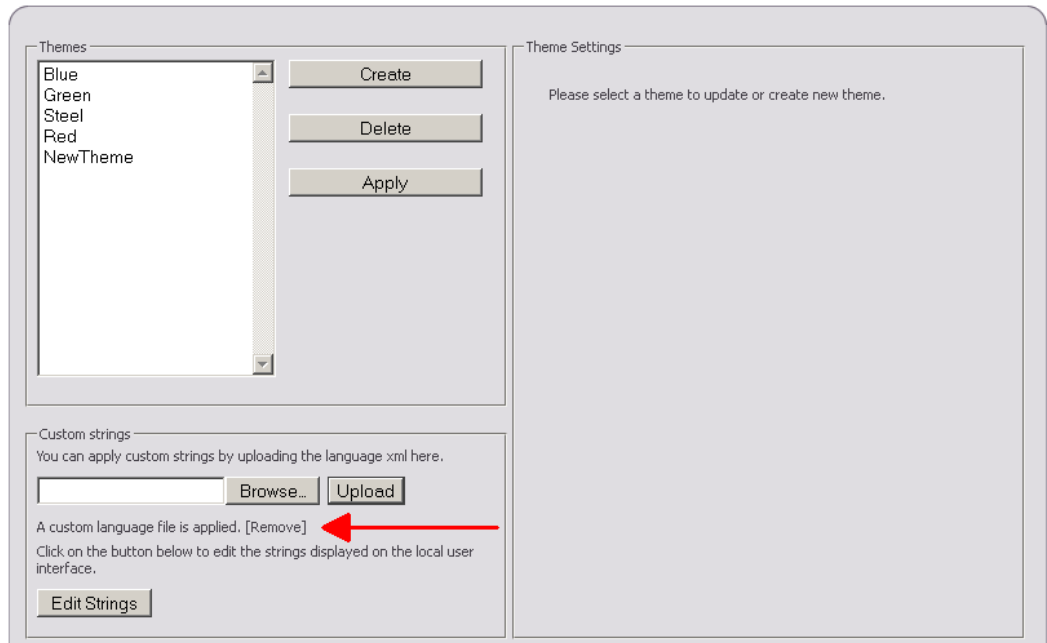 Themes
Blue
Green
Steel
Red
NewTheme
Create
Delete
Apply
Theme Settings
Please select a theme to update or create new theme.
Custom strings
You can apply custom strings by uploading the language xml here.
Browse...
Upload
A custom language file is applied. [Remove]
Click on the button below to edit the strings displayed on the local user
interface.
Edit Strings